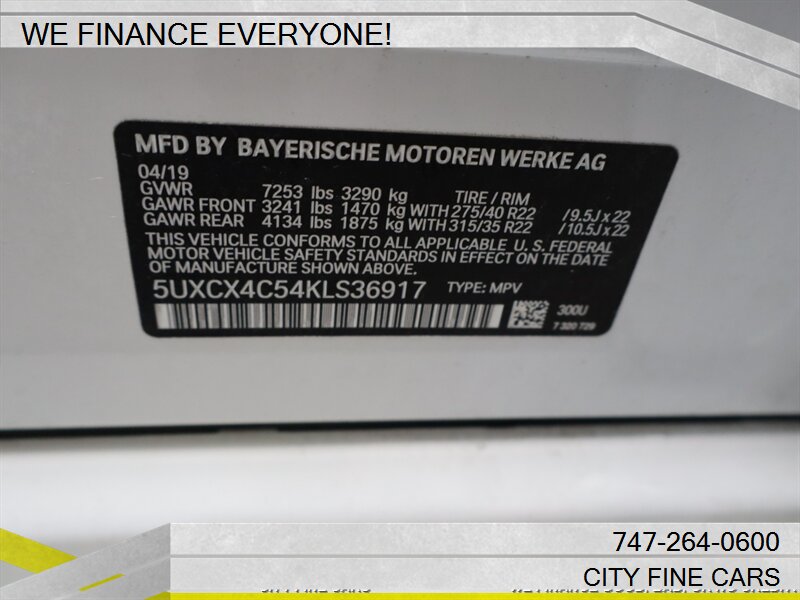 WE FINANCE EVERYONE!
MFD BY BAYERISCHE MOTOREN WERKE AG
04/19
GVWR 7253 lbs 3290 kg TIRE / RIM
GAWR FRONT 3241 lbs 1470 kg WITH 275/40 R22 / 9.5J x 22
GAWR REAR 4134 lbs 1875 kg WITH 315/35 R22 / 10.5J x 22
THIS VEHICLE CONFORMS TO ALL APPLICABLE U. S. FEDERAL
MOTOR VEHICLE SAFETY STANDARDS IN EFFECT ON THE DATE
OF MANUFACTURE SHOWN ABOVE.
5UXCX4C54KLS36917 TYPE: MPV
300U
7 320 729
747-264-0600
CITY FINE CARS
CITY FINE CARS